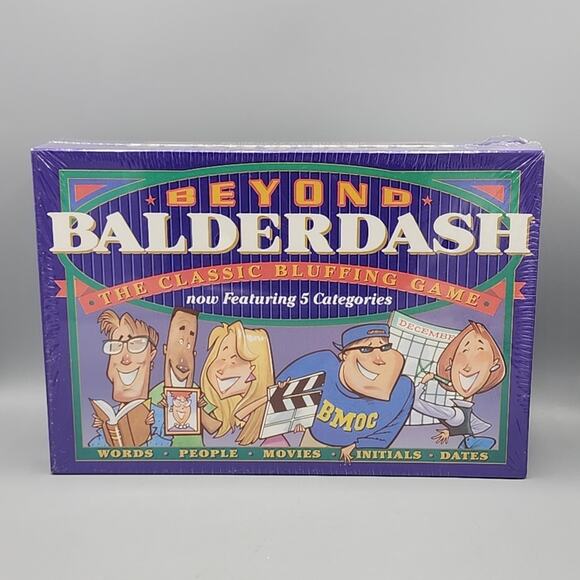 BEYOND
BALDERDASH
THE CLASSIC BLUFFING GAME
now Featuring 5 Categories
DECEMBER
BMOC
WORDS · PEOPLE · MOVIES · INITIALS · DATES